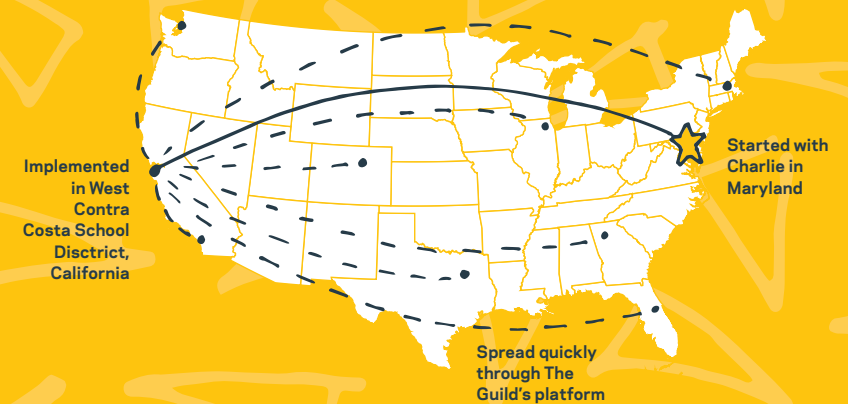 Implemented
in West
Contra
Costa School
Disctrict,
California
Started with
Charlie in
Maryland
Spread quickly
through The
Guild's platform